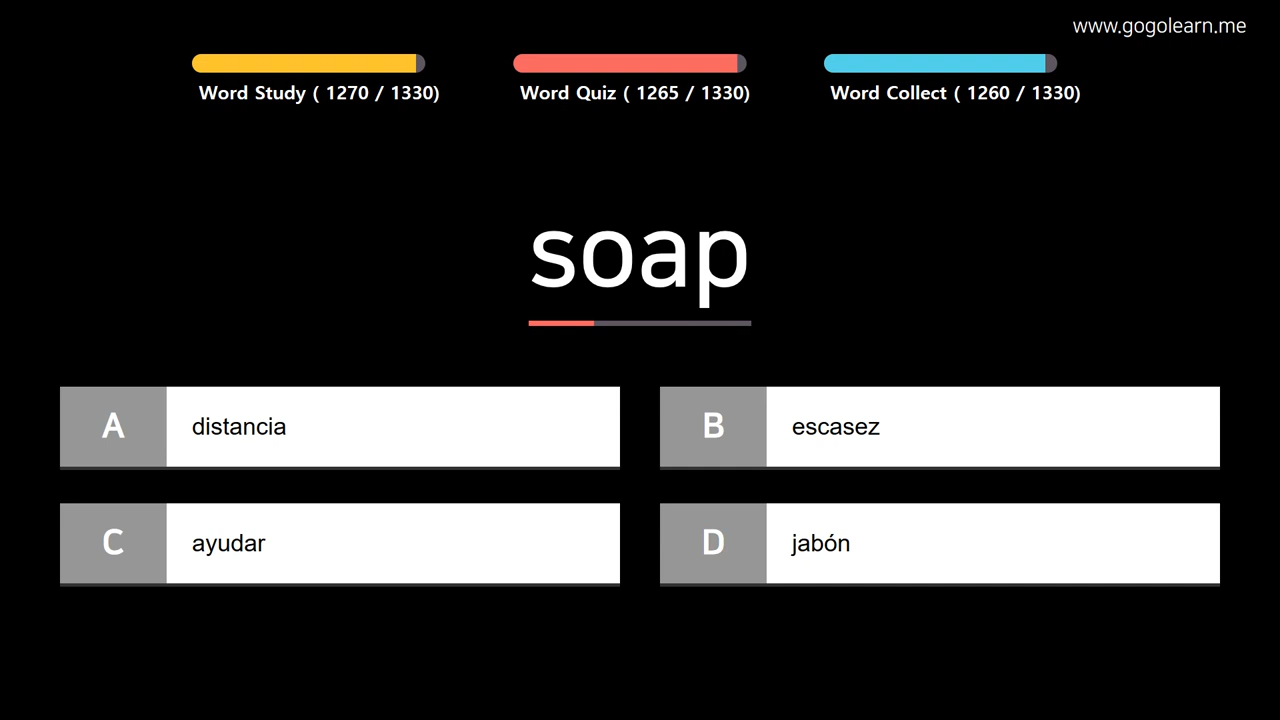 www.gogolearn.me
Word Study ( 1270 / 1330)
Word Quiz ( 1265 / 1330)
Word Collect ( 1260 / 1330)
soap
A distancia
B escasez
C ayudar
D jabón